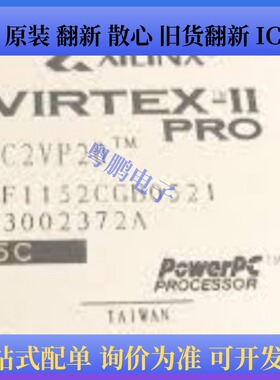 原装 翻新 散心 旧货翻新 IC
XILINX
VIRTEX-II
PRO
C2VP2 ™
粤鹏电子
F1152CGB0521
3002372A
5C
PowerPC
PROCESSOR
TAIWAN
站式配单 询价为准 可开发